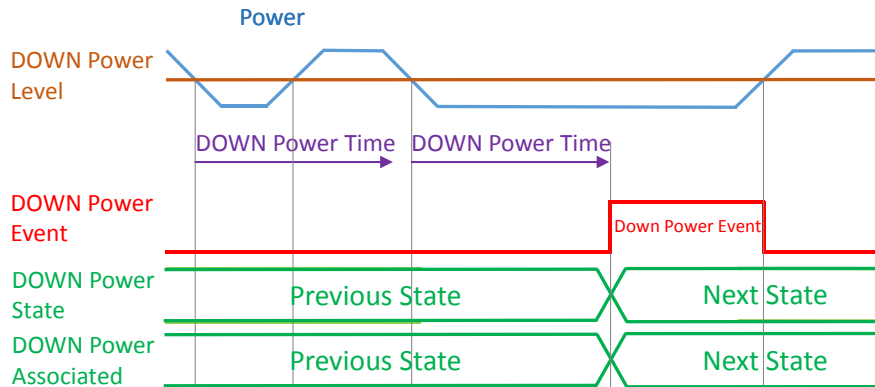 Power
DOWN Power
Level
DOWN Power Time
DOWN Power Time
DOWN Power
Event
Down Power Event
DOWN Power
State
Previous State
Next State
DOWN Power
Associated
Previous State
Next State